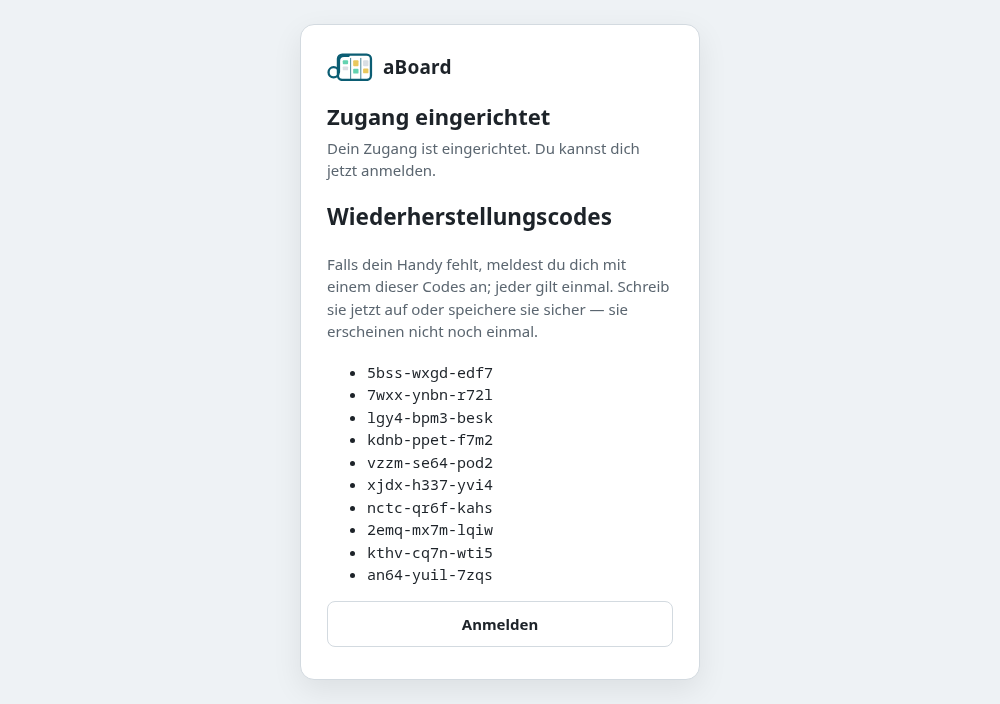 aBoard
Zugang eingerichtet
Dein Zugang ist eingerichtet. Du kannst dich
jetzt anmelden.
Wiederherstellungscodes
Falls dein Handy fehlt, meldest du dich mit
einem dieser Codes an; jeder gilt einmal. Schreib
sie jetzt auf oder speichere sie sicher — sie
erscheinen nicht noch einmal.
5bss-wxgd-edf7
7wxx-ynbn-r72l
lgy4-bpm3-besk
kdnb-ppet-f7m2
vzzm-se64-pod2
xjdx-h337-yvi4
nctc-qr6f-kahs
2emq-mx7m-lqiw
kthv-cq7n-wti5
an64-yuil-7zqs
Anmelden